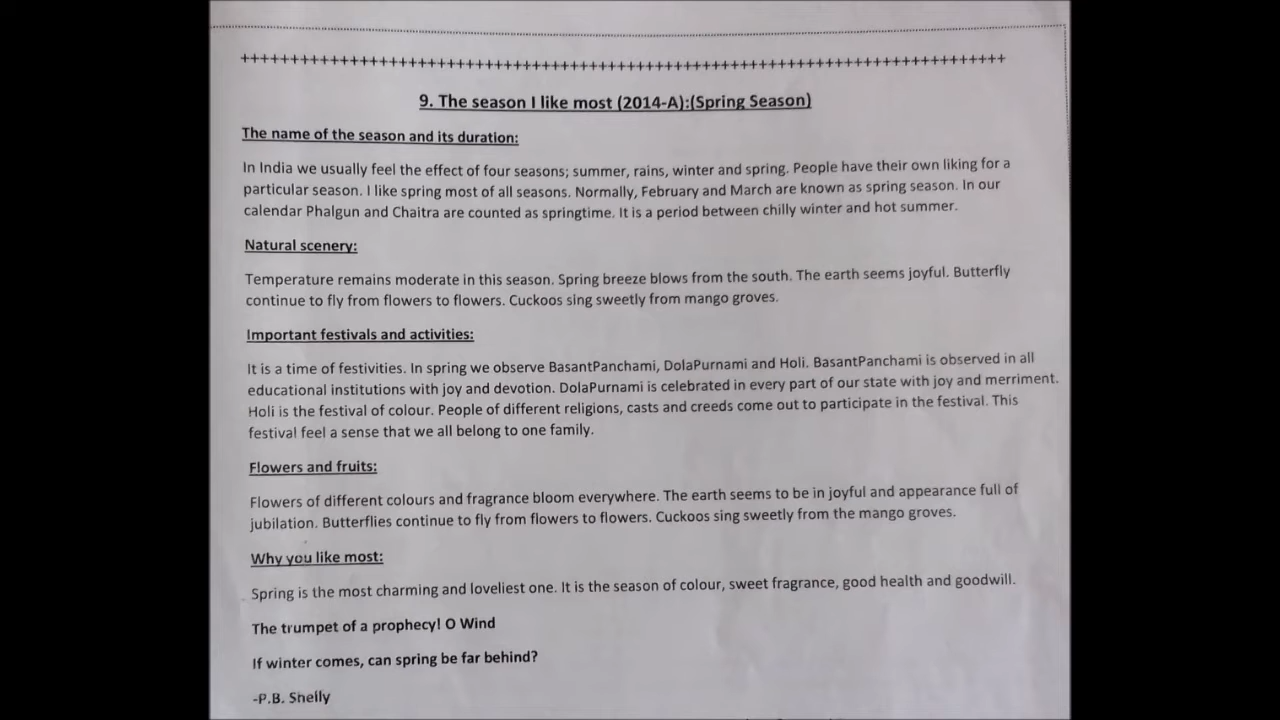 ++++++++++++++++++++++++++++++++++++++++++++++++++++++++++++++++++++++++
9. The season I like most (2014-A):(Spring Season)
The name of the season and its duration:
In India we usually feel the effect of four seasons; summer, rains, winter and spring. People have their own liking for a
particular season. I like spring most of all seasons. Normally, February and March are known as spring season. In our
calendar Phalgun and Chaitra are counted as springtime. It is a period between chilly winter and hot summer.
Natural scenery:
Temperature remains moderate in this season. Spring breeze blows from the south. The earth seems joyful. Butterfly
continue to fly from flowers to flowers. Cuckoos sing sweetly from mango groves.
Important festivals and activities:
It is a time of festivities. In spring we observe BasantPanchami, DolaPurnami and Holi. BasantPanchami is observed in all
educational institutions with joy and devotion. DolaPurnami is celebrated in every part of our state with joy and merriment.
Holi is the festival of colour. People of different religions, casts and creeds come out to participate in the festival. This
festival feel a sense that we all belong to one family.
Flowers and fruits:
Flowers of different colours and fragrance bloom everywhere. The earth seems to be in joyful and appearance full of
jubilation. Butterflies continue to fly from flowers to flowers. Cuckoos sing sweetly from the mango groves.
Why you like most:
Spring is the most charming and loveliest one. It is the season of colour, sweet fragrance, good health and goodwill.
The trumpet of a prophecy! O Wind
If winter comes, can spring be far behind?
-P.B. Shelly